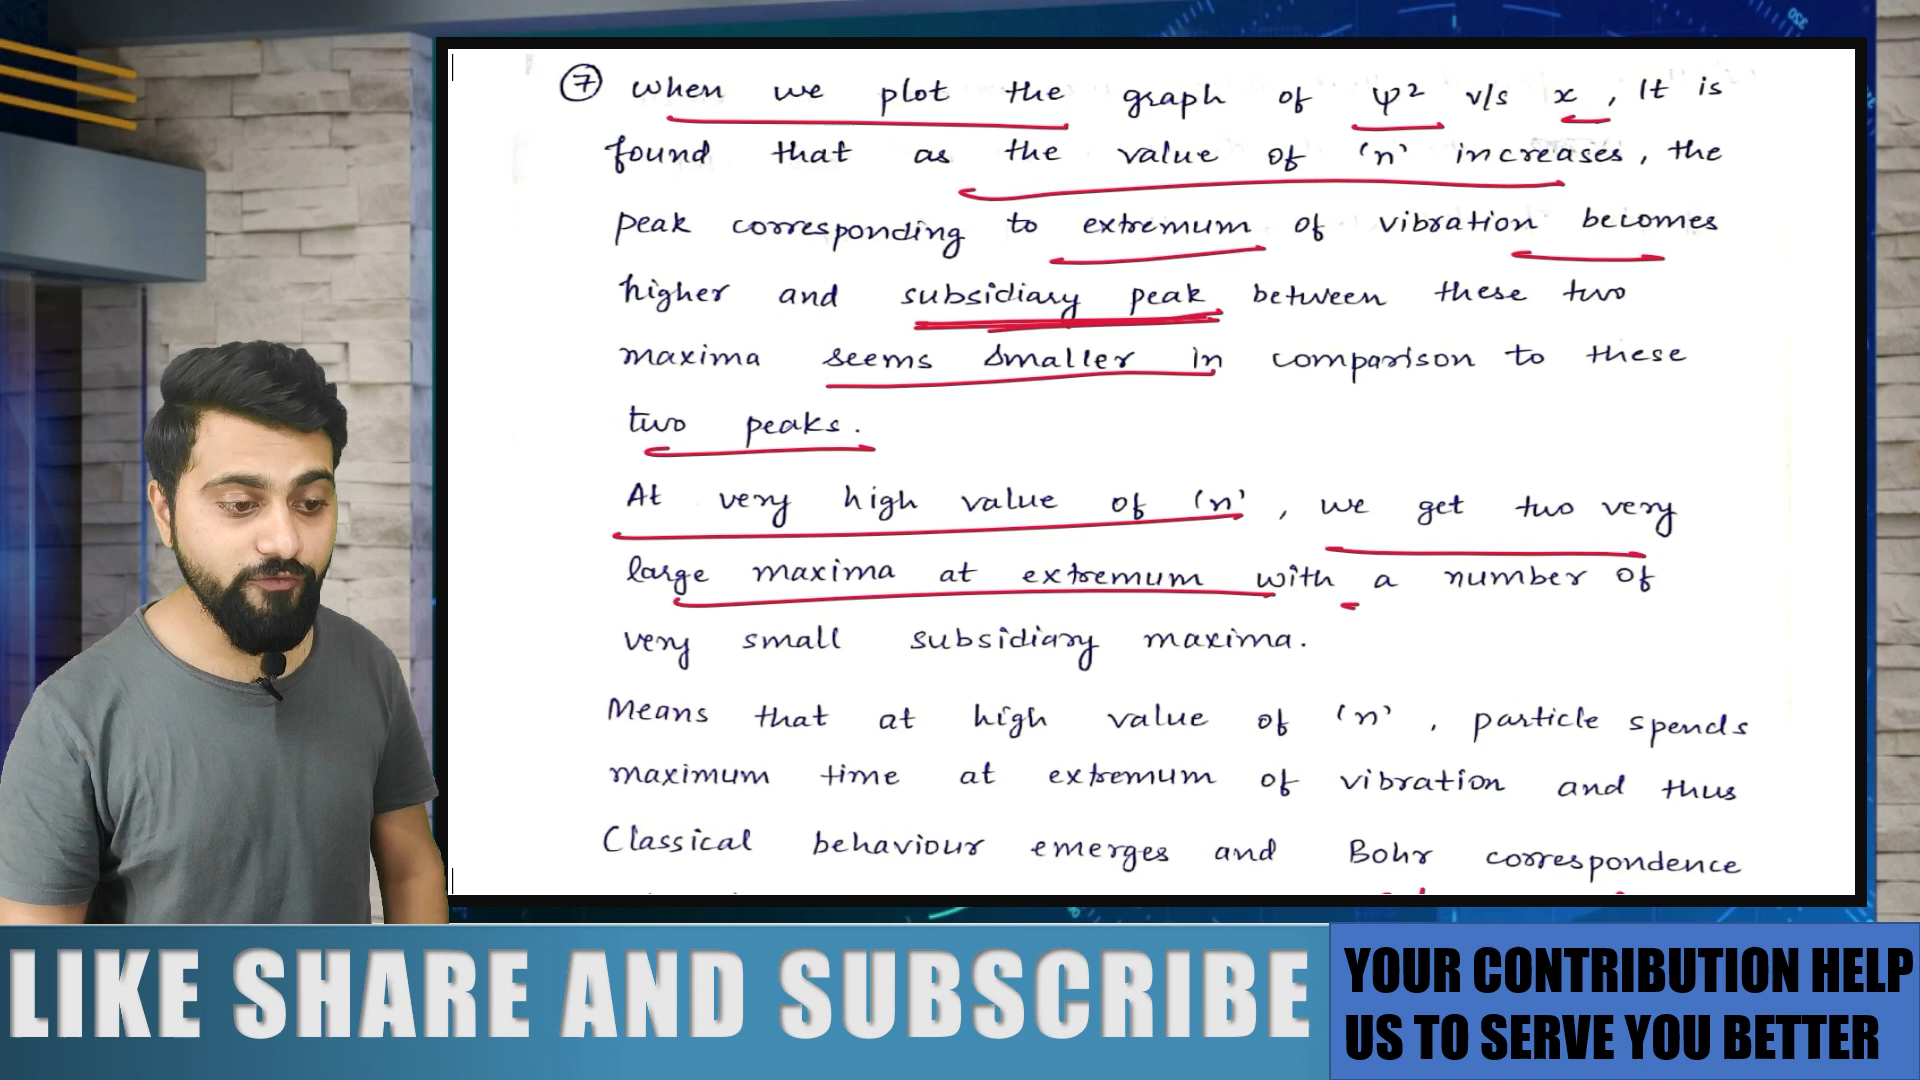 ⑦ When we plot the graph of ψ² v/s x, It is
found that as the value of 'n' increases, the
peak corresponding to extremum of vibration becomes
higher and subsidiary peak between these two
maxima seems smaller in comparison to these
two peaks.
At very high value of 'n', we get two very
large maxima at extremum with a number of
very small subsidiary maxima.
Means that at high value of 'n', particle spends
maximum time at extremum of vibration and thus
Classical behaviour emerges and Bohr correspondence
LIKE SHARE AND SUBSCRIBE
YOUR CONTRIBUTION HELP
US TO SERVE YOU BETTER